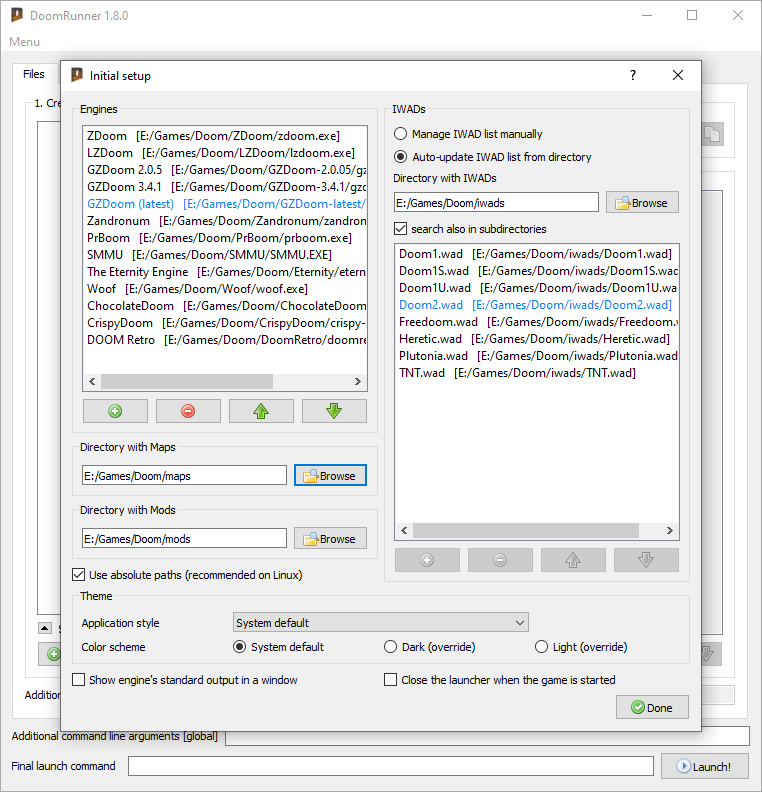 DoomRunner 1.8.0
Menu
Files
Initial setup
?
1. Cre
Engines
ZDoom [E:/Games/Doom/ZDoom/zdoom.exe]
LZDoom [E:/Games/Doom/LZDoom/lzdoom.exe]
GZDoom 2.0.5 [E:/Games/Doom/GZDoom-2.0.05/gz
GZDoom 3.4.1 [E:/Games/Doom/GZDoom-3.4.1/gzd
GZDoom (latest) [E:/Games/Doom/GZDoom-latest/
Zandronum [E:/Games/Doom/Zandronum/zandron
PrBoom [E:/Games/Doom/PrBoom/prboom.exe]
SMMU [E:/Games/Doom/SMMU/SMMU.EXE]
The Eternity Engine [E:/Games/Doom/Eternity/etern
Woof [E:/Games/Doom/Woof/woof.exe]
ChocolateDoom [E:/Games/Doom/ChocolateDoom
CrispyDoom [E:/Games/Doom/CrispyDoom/crispy-
DOOM Retro [E:/Games/Doom/DoomRetro/doomre
Directory with Maps
E:/Games/Doom/maps
Browse
Directory with Mods
E:/Games/Doom/mods
Browse
Use absolute paths (recommended on Linux)
IWADs
Manage IWAD list manually
Auto-update IWAD list from directory
Directory with IWADs
E:/Games/Doom/iwads
Browse
search also in subdirectories
Doom1.wad [E:/Games/Doom/iwads/Doom1.wad]
Doom1S.wad [E:/Games/Doom/iwads/Doom1S.wad
Doom1U.wad [E:/Games/Doom/iwads/Doom1U.wa
Doom2.wad [E:/Games/Doom/iwads/Doom2.wad]
Freedoom.wad [E:/Games/Doom/iwads/Freedoom.w
Heretic.wad [E:/Games/Doom/iwads/Heretic.wad]
Plutonia.wad [E:/Games/Doom/iwads/Plutonia.wad
TNT.wad [E:/Games/Doom/iwads/TNT.wad]
Theme
Application style
System default
Color scheme
System default
Dark (override)
Light (override)
Show engine's standard output in a window
Close the launcher when the game is started
Done
Addition
Additional command line arguments [global]
Final launch command
Launch!